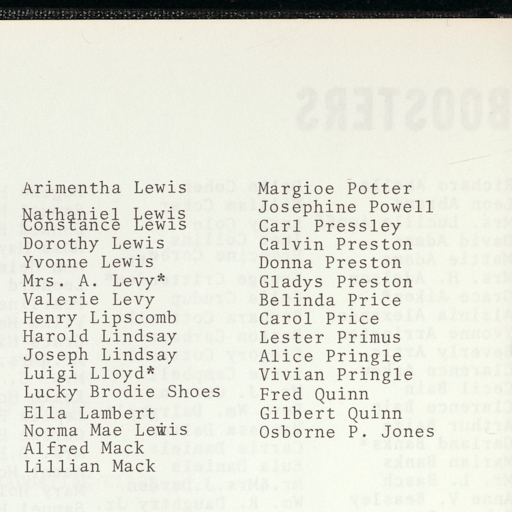 BOOSTERS
Arimentha Lewis
Nathaniel Lewis
Constance Lewis
Dorothy Lewis
Yvonne Lewis
Mrs. A. Levy*
Valerie Levy
Henry Lipscomb
Harold Lindsay
Joseph Lindsay
Luigi Lloyd*
Lucky Brodie Shoes
Ella Lambert
Norma Mae Lewis
Alfred Mack
Lillian Mack
Margioe Potter
Josephine Powell
Carl Pressley
Calvin Preston
Donna Preston
Gladys Preston
Belinda Price
Carol Price
Lester Primus
Alice Pringle
Vivian Pringle
Fred Quinn
Gilbert Quinn
Osborne P. Jones